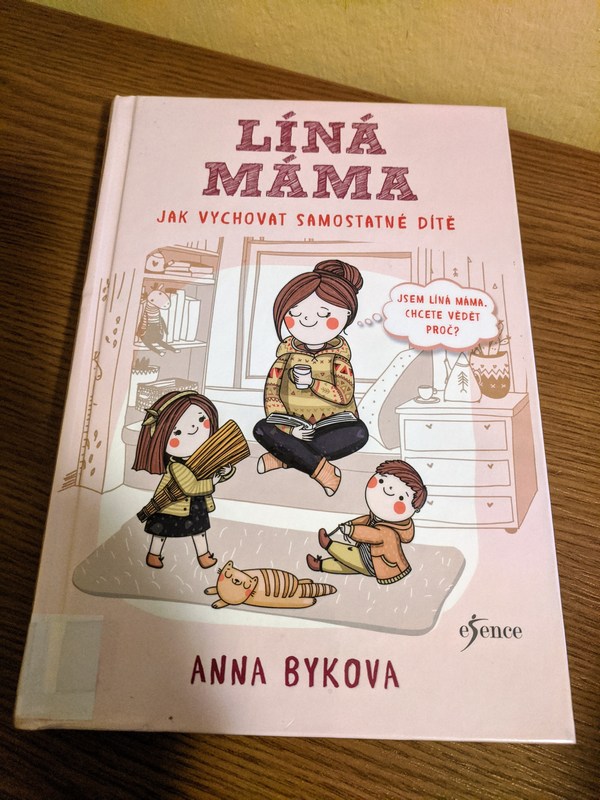 LÍNÁ
MÁMA
JAK VYCHOVAT SAMOSTATNÉ DÍTĚ
JSEM LÍNÁ MÁMA.
CHCETE VĚDĚT
PROČ?
esence
ANNA BYKOVA